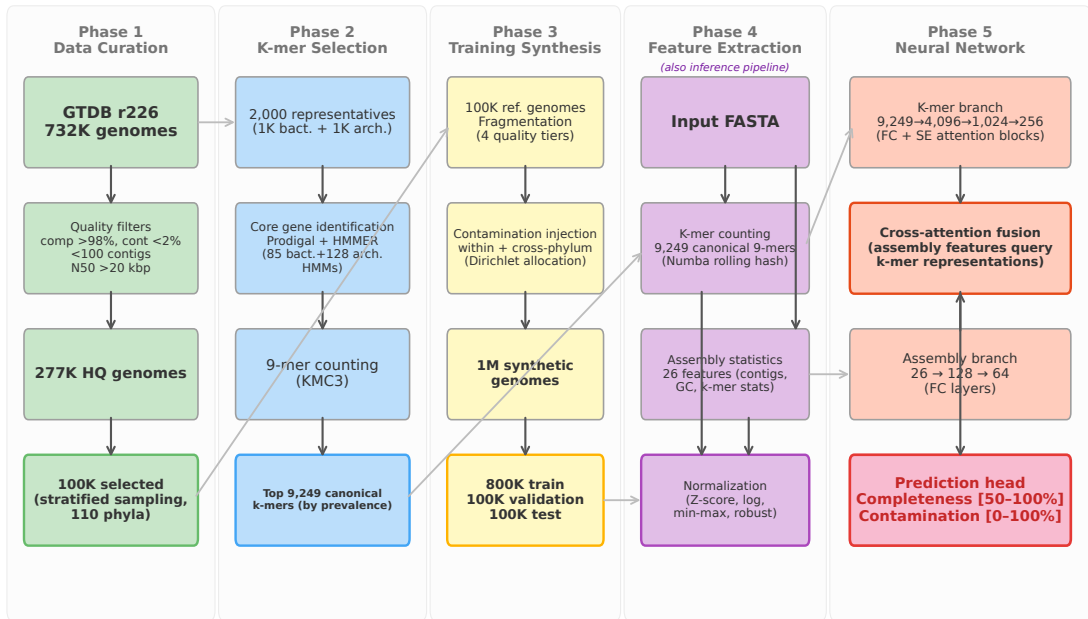 Phase 1
Data Curation
GTDB r226
732K genomes
Quality filters
comp >98%, cont <2%
<100 contigs
N50 >20 kbp
277K HQ genomes
100K selected
(stratified sampling,
110 phyla)
Phase 2
K-mer Selection
2,000 representatives
(1K bact. + 1K arch.)
Core gene identification
Prodigal + HMMER
(85 bact.+128 arch.
HMMs)
9-mer counting
(KMC3)
Top 9,249 canonical
k-mers (by prevalence)
Phase 3
Training Synthesis
100K ref. genomes
Fragmentation
(4 quality tiers)
Contamination injection
within + cross-phylum
(Dirichlet allocation)
1M synthetic
genomes
800K train
100K validation
100K test
Phase 4
Feature Extraction
(also inference pipeline)
Input FASTA
K-mer counting
9,249 canonical 9-mers
(Numba rolling hash)
Assembly statistics
26 features (contigs,
GC, k-mer stats)
Normalization
(Z-score, log,
min-max, robust)
Phase 5
Neural Network
K-mer branch
9,249→4,096→1,024→256
(FC + SE attention blocks)
Cross-attention fusion
(assembly features query
k-mer representations)
Assembly branch
26 → 128 → 64
(FC layers)
Prediction head
Completeness [50–100%]
Contamination [0–100%]